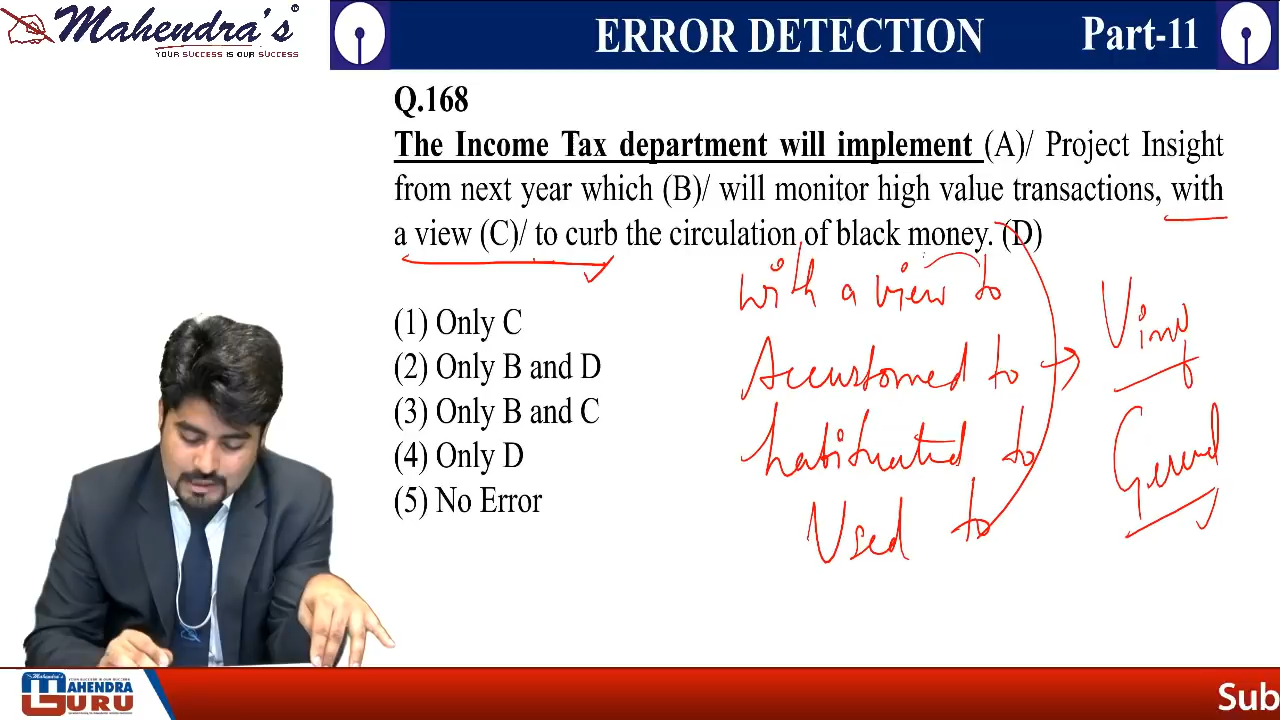 Mahendra's
YOUR SUCCESS IS OUR SUCCESS
ERROR DETECTION
Part-11
Q.168
The Income Tax department will implement (A)/ Project Insight
from next year which (B)/ will monitor high value transactions, with
a view (C)/ to curb the circulation of black money. (D)
(1) Only C
(2) Only B and D
(3) Only B and C
(4) Only D
(5) No Error
with a view to
Accustomed to
habituated to
Used to
Ving
Gerund
Mahendra's
MAHENDRA
GURU
Sub